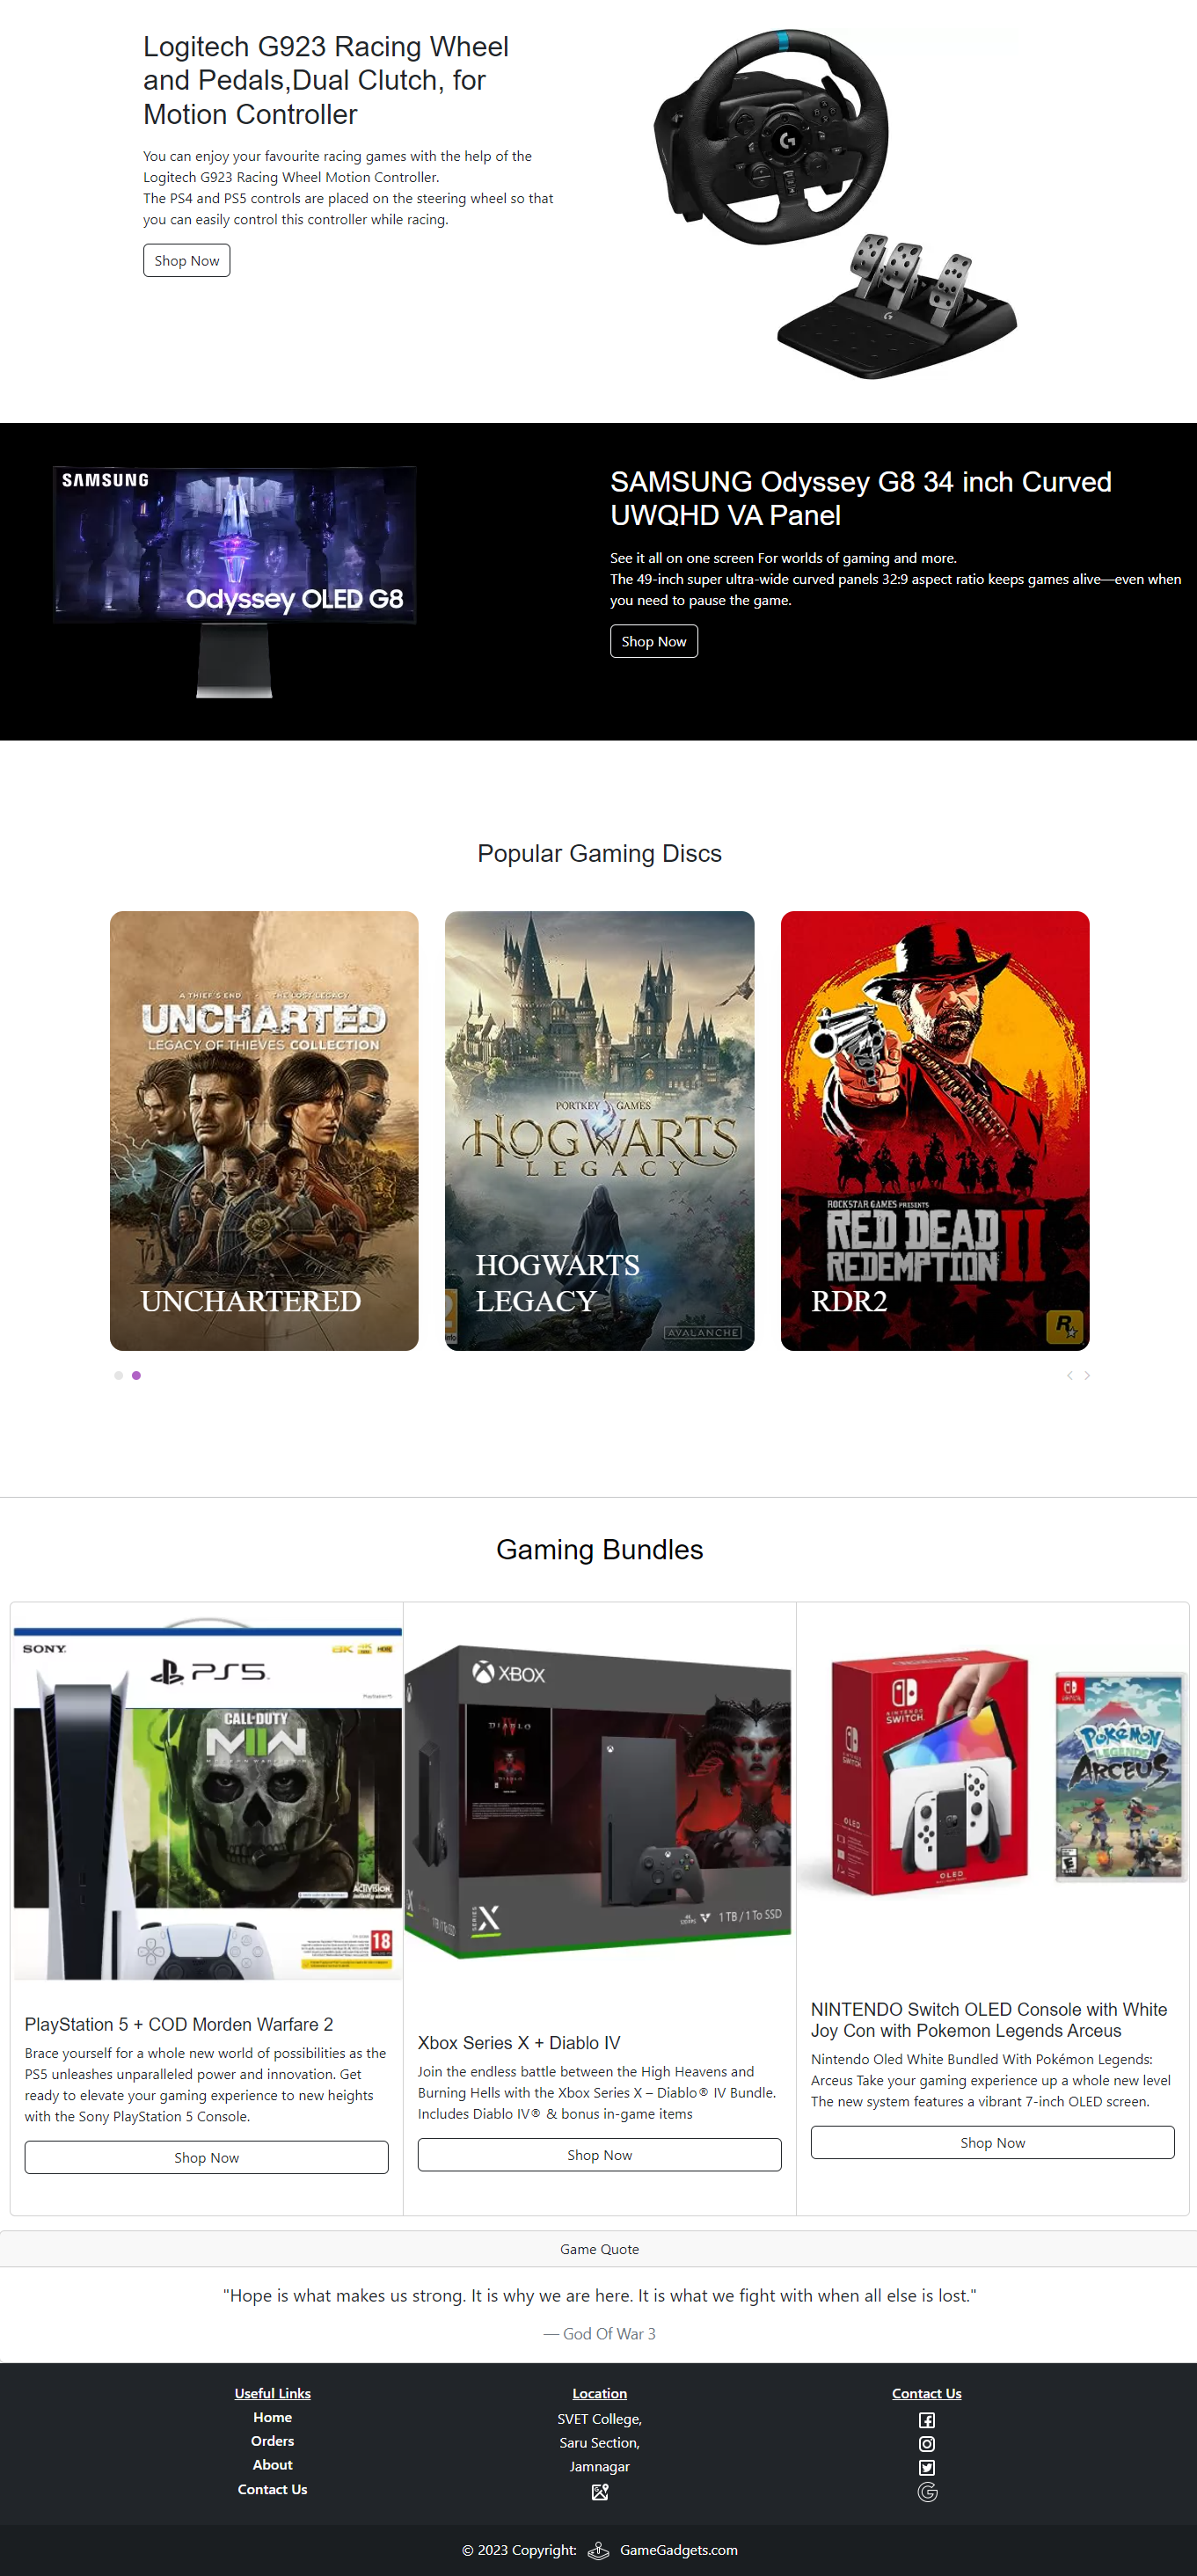 Logitech G923 Racing Wheel
and Pedals,Dual Clutch, for
Motion Controller
You can enjoy your favourite racing games with the help of the
Logitech G923 Racing Wheel Motion Controller.
The PS4 and PS5 controls are placed on the steering wheel so that
you can easily control this controller while racing.
Shop Now
SAMSUNG
Odyssey OLED G8
SAMSUNG Odyssey G8 34 inch Curved
UWQHD VA Panel
See it all on one screen For worlds of gaming and more.
The 49-inch super ultra-wide curved panels 32:9 aspect ratio keeps games alive—even when
you need to pause the game.
Shop Now
Popular Gaming Discs
A THIEF'S END THE LOST LEGACY
UNCHARTED
LEGACY OF THIEVES COLLECTION
UNCHARTERED
PORTKEY GAMES
HOGWARTS
LEGACY
HOGWARTS
LEGACY
AVALANCHE
ROCKSTAR GAMES PRESENTS
RED DEAD
REDEMPTION II
RDR2
R
Gaming Bundles
SONY
PS5
CALL OF DUTY
MWII
ACTIVISION
18
XBOX
DIABLO
SERIES X
1TB / 1To SSD
NINTENDO
SWITCH
OLED
OLED
POKÉMON
LEGENDS
ARCEUS
PlayStation 5 + COD Morden Warfare 2
Brace yourself for a whole new world of possibilities as the
PS5 unleashes unparalleled power and innovation. Get
ready to elevate your gaming experience to new heights
with the Sony PlayStation 5 Console.
Shop Now
Xbox Series X + Diablo IV
Join the endless battle between the High Heavens and
Burning Hells with the Xbox Series X – Diablo® IV Bundle.
Includes Diablo IV® & bonus in-game items
Shop Now
NINTENDO Switch OLED Console with White
Joy Con with Pokemon Legends Arceus
Nintendo Oled White Bundled With Pokémon Legends:
Arceus Take your gaming experience up a whole new level
The new system features a vibrant 7-inch OLED screen.
Shop Now
Game Quote
"Hope is what makes us strong. It is why we are here. It is what we fight with when all else is lost."
— God Of War 3
Useful Links
Home
Orders
About
Contact Us
Location
SVET College,
Saru Section,
Jamnagar
Contact Us
© 2023 Copyright: GameGadgets.com